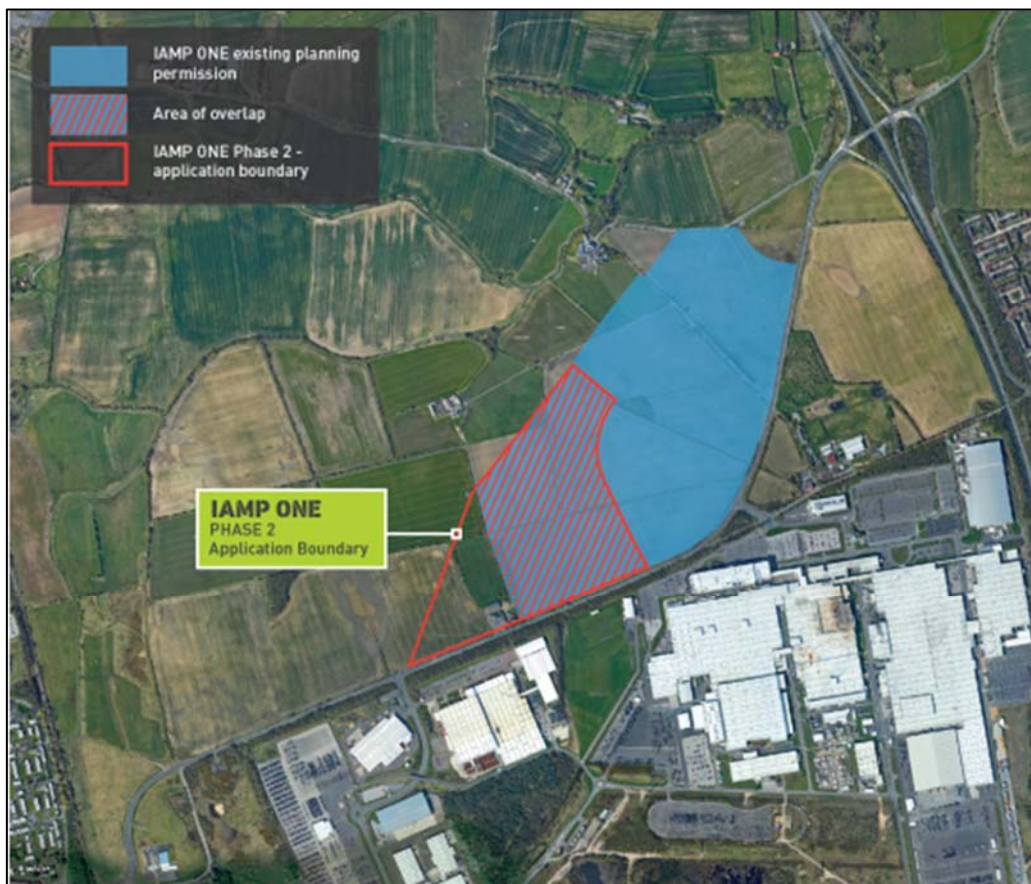 IAMP ONE existing planning
permission
Area of overlap
IAMP ONE Phase 2 -
application boundary
IAMP ONE
PHASE 2
Application Boundary